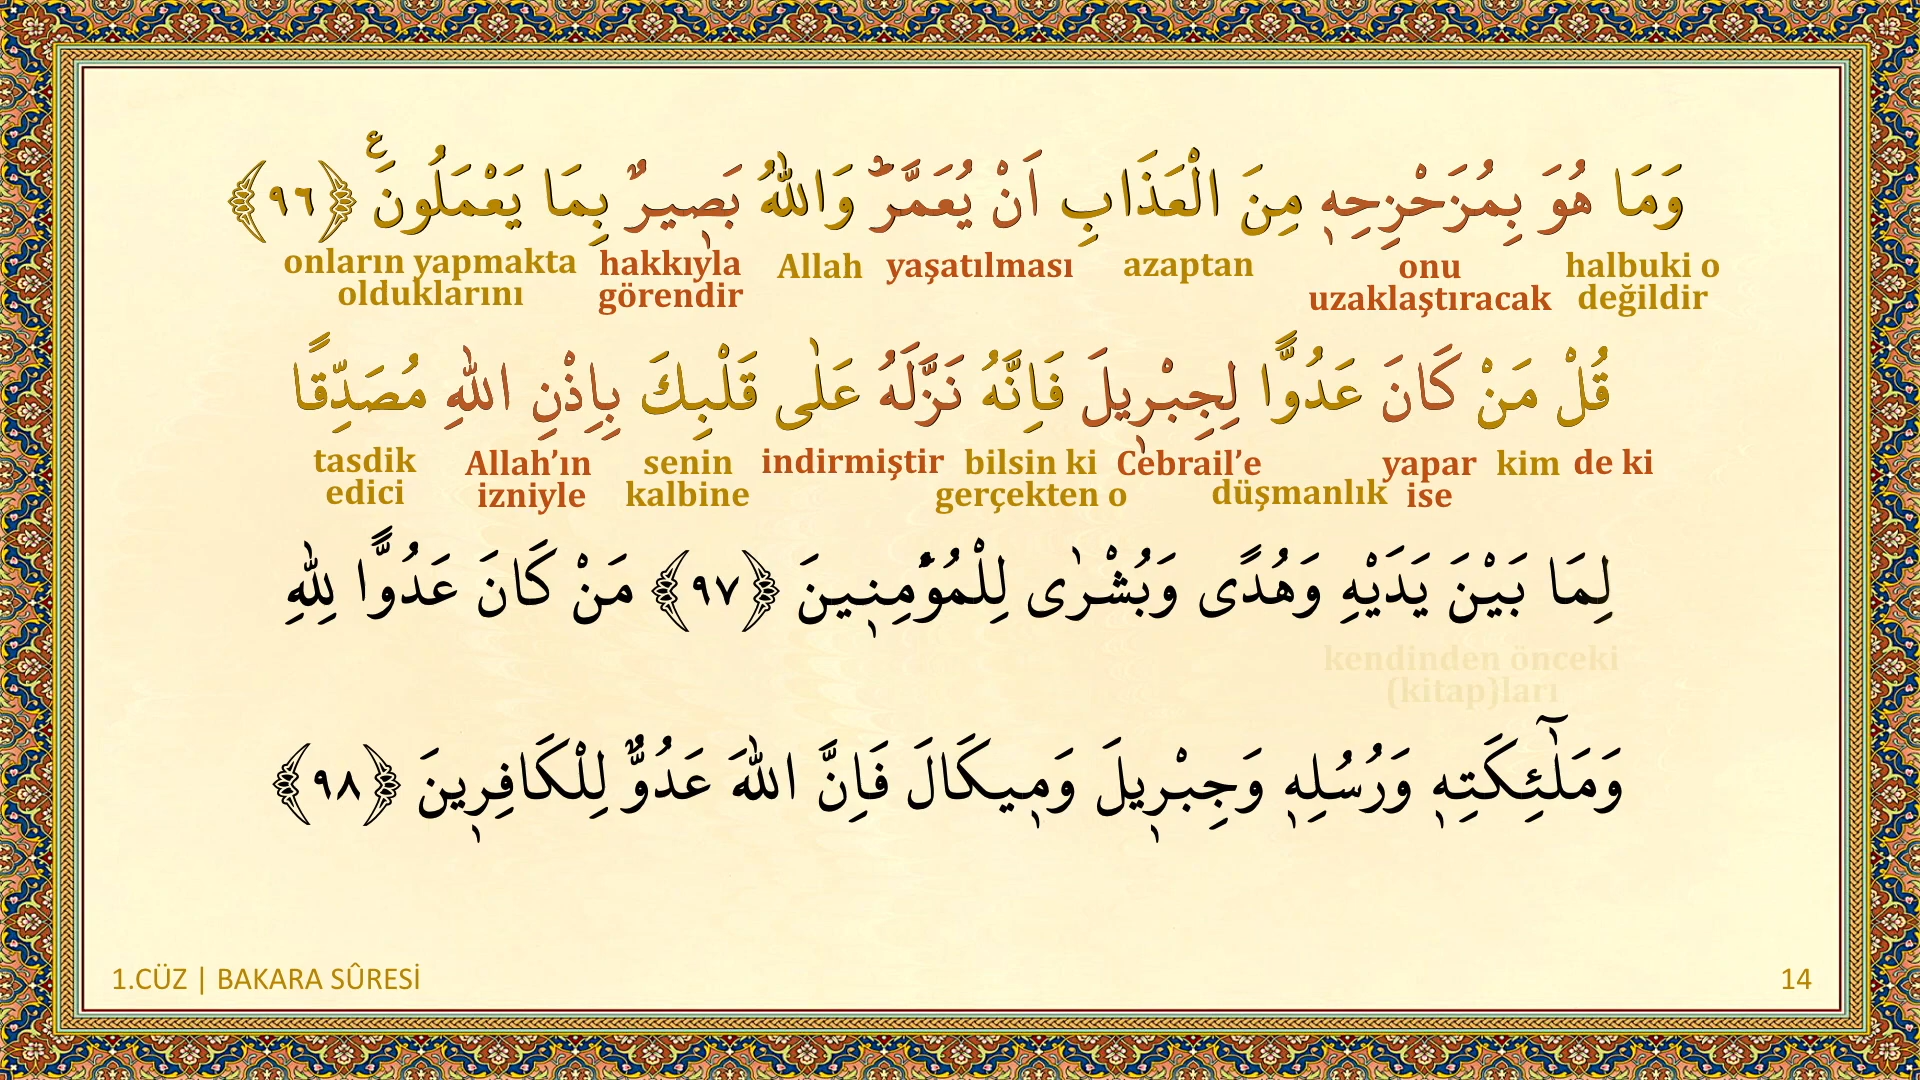 وَمَا هُوَ بِمُزَحْزِحِهٖ مِنَ الْعَذَابِ اَنْ يُعَمَّرَۜ وَاللّٰهُ بَصٖيرٌ بِمَا يَعْمَلُونَࣖ ﴿٩٦﴾
halbuki o değildir onu uzaklaştıracak azaptan yaşatılması Allah hakkıyla görendir onların yapmakta olduklarını
قُلْ مَنْ كَانَ عَدُوًّا لِجِبْرٖيلَ فَاِنَّهُ نَزَّلَهُ عَلٰى قَلْبِكَ بِاِذْنِ اللّٰهِ مُصَدِّقًا
de ki kim yapar ise düşmanlık Cebrail’e bilsin ki gerçekten o indirmiştir senin kalbine Allah’ın izniyle tasdik edici
لِمَا بَيْنَ يَدَيْهِ وَهُدًى وَبُشْرٰى لِلْمُؤْمِنٖينَ ﴿٩٧﴾ مَنْ كَانَ عَدُوًّا لِلّٰهِ
kendinden önceki
(kitap)ları
وَمَلٰٓئِكَتِهٖ وَرُسُلِهٖ وَجِبْرٖيلَ وَمٖيكَالَ فَاِنَّ اللّٰهَ عَدُوٌّ لِلْكَافِرٖينَ ﴿٩٨﴾
1.CÜZ | BAKARA SÛRESİ
14